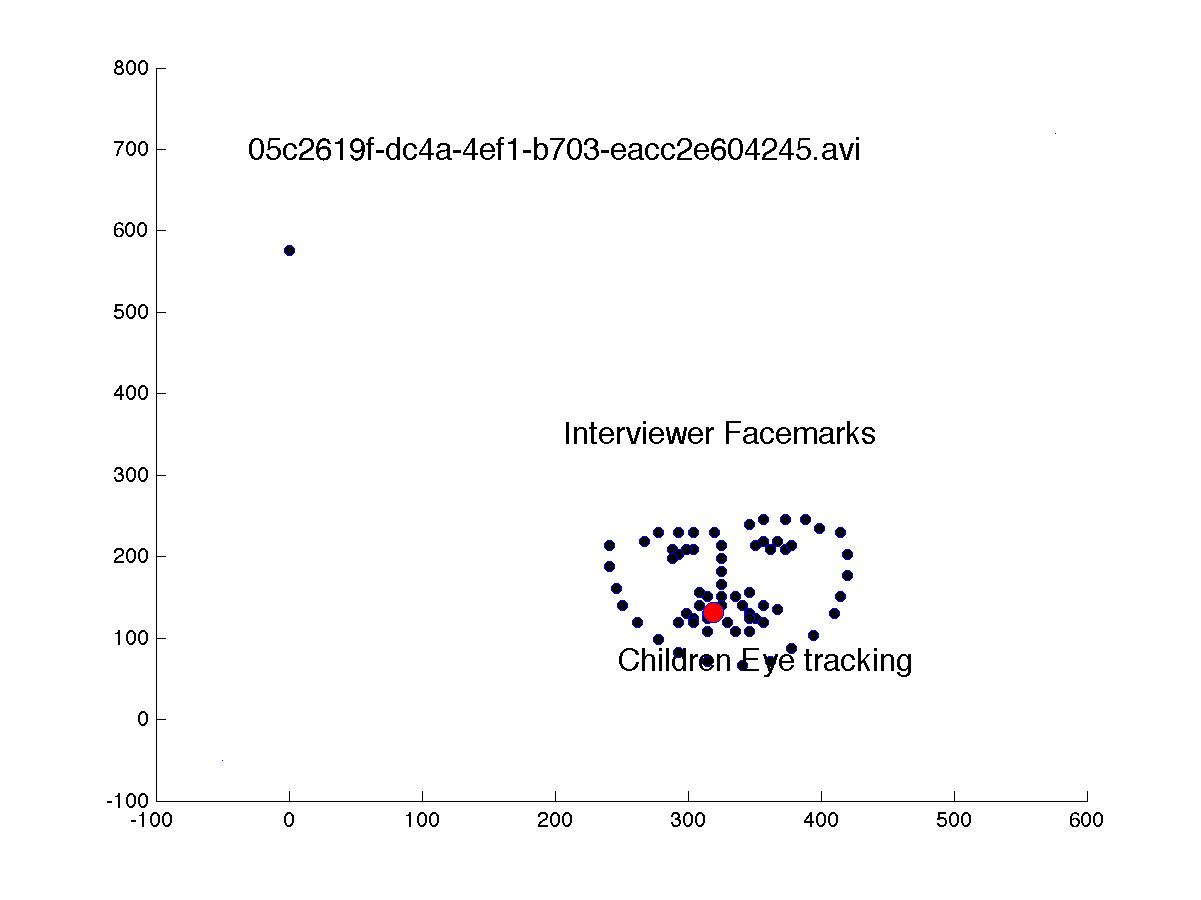 800
700
05c2619f-dc4a-4ef1-b703-eacc2e604245.avi
600
500
400
Interviewer Facemarks
300
200
100
Children Eye tracking
0
-100
-100 0 100 200 300 400 500 600